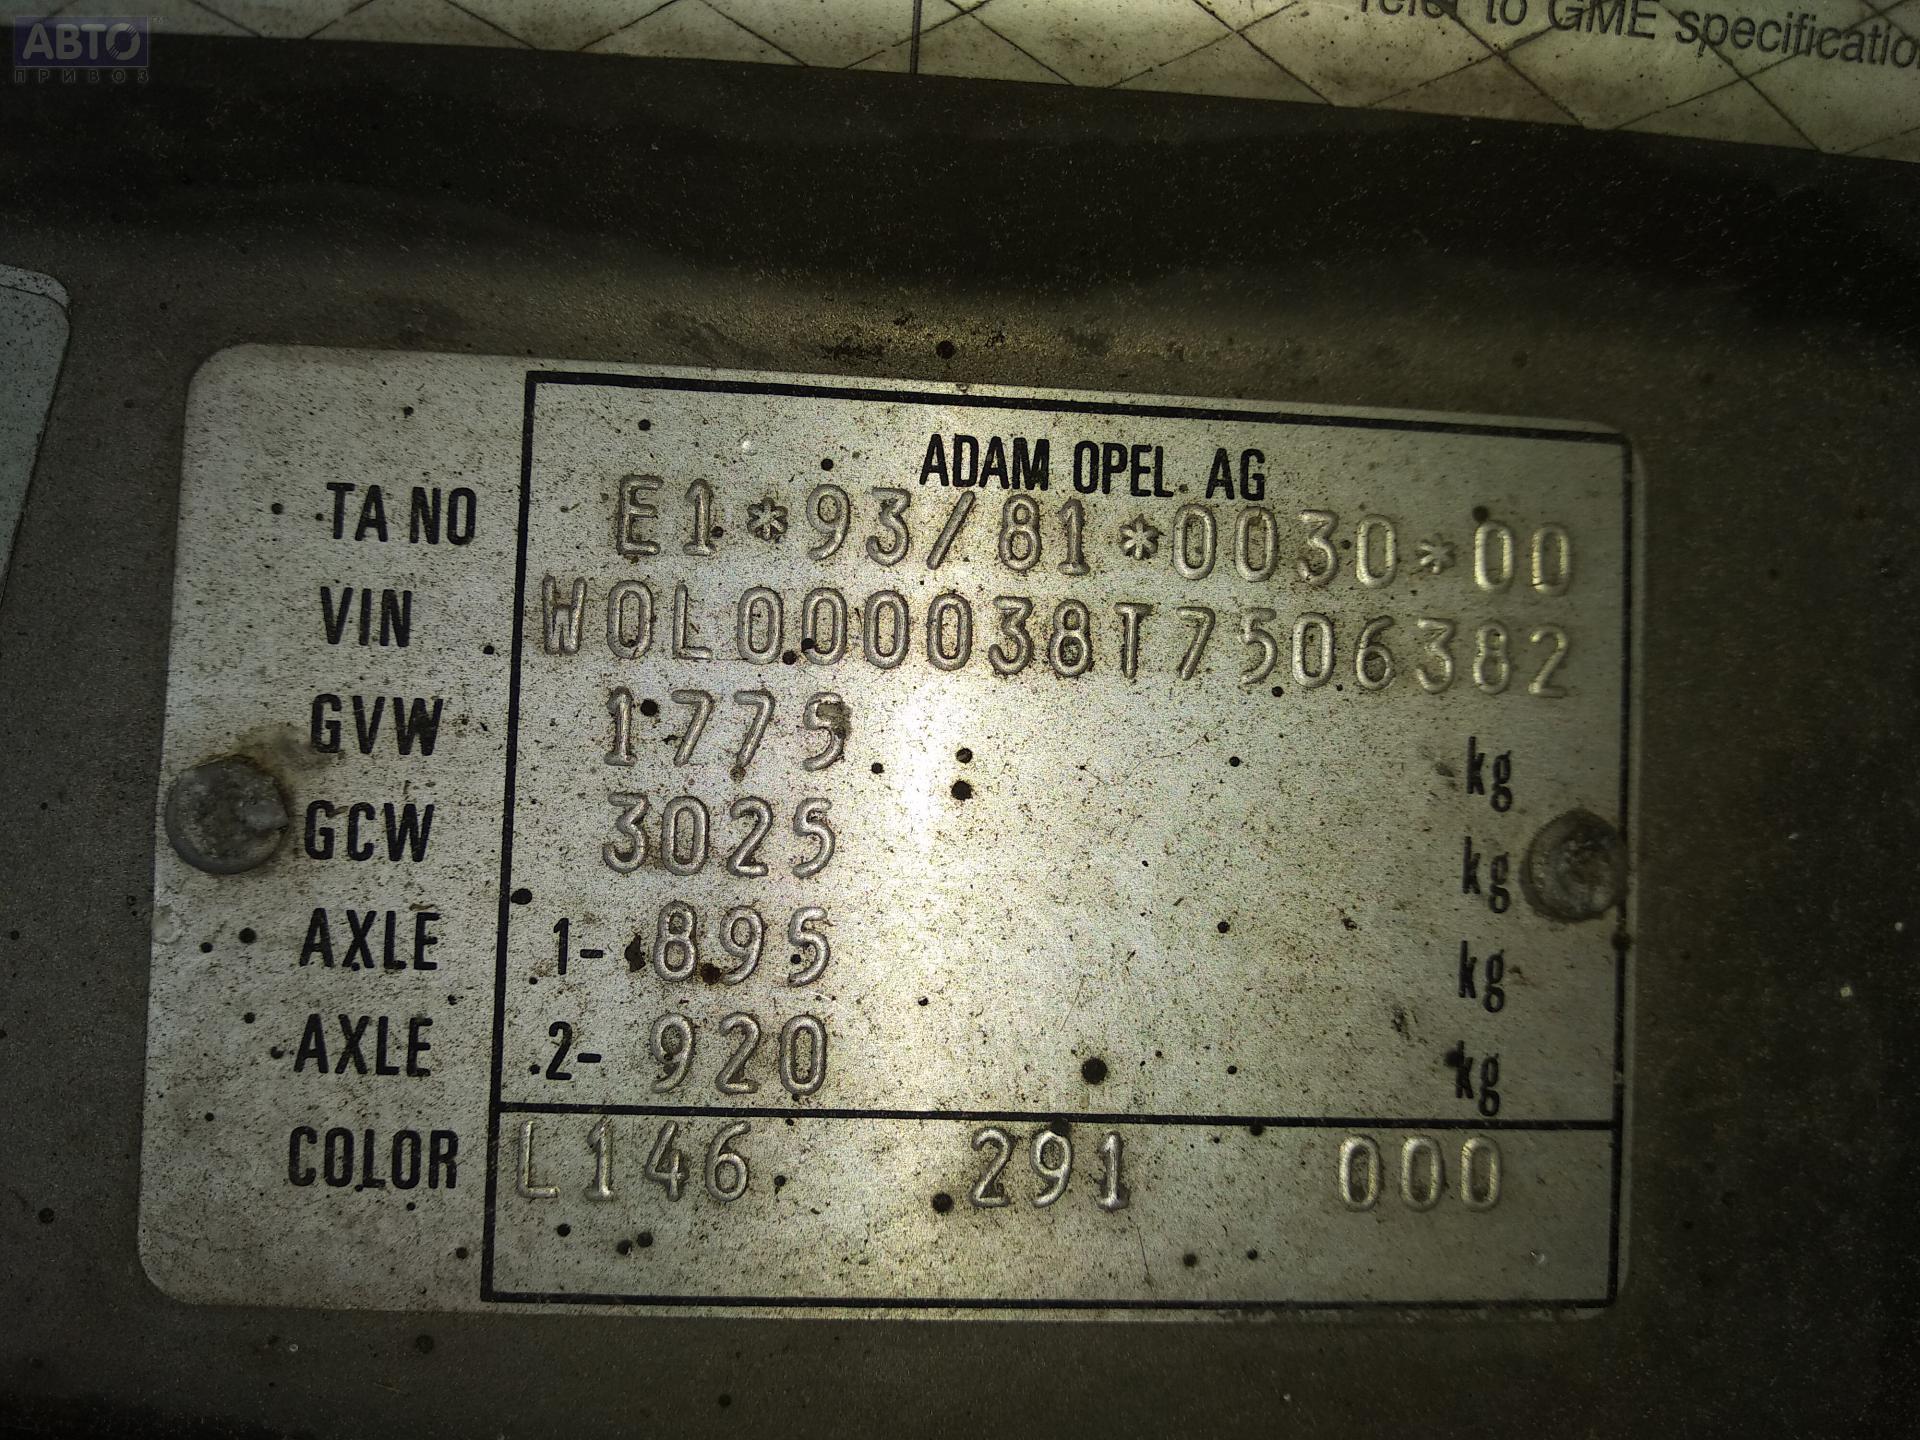 АВТО
ПРИВОЗ
refer to GME specification
ADAM OPEL AG
TA NO E1*93/81*0030*00
VIN W0L000038T7506382
GVW 1775 kg
GCW 3025 kg
AXLE 1- 895 kg
AXLE 2- 920 kg
COLOR L146 291 000